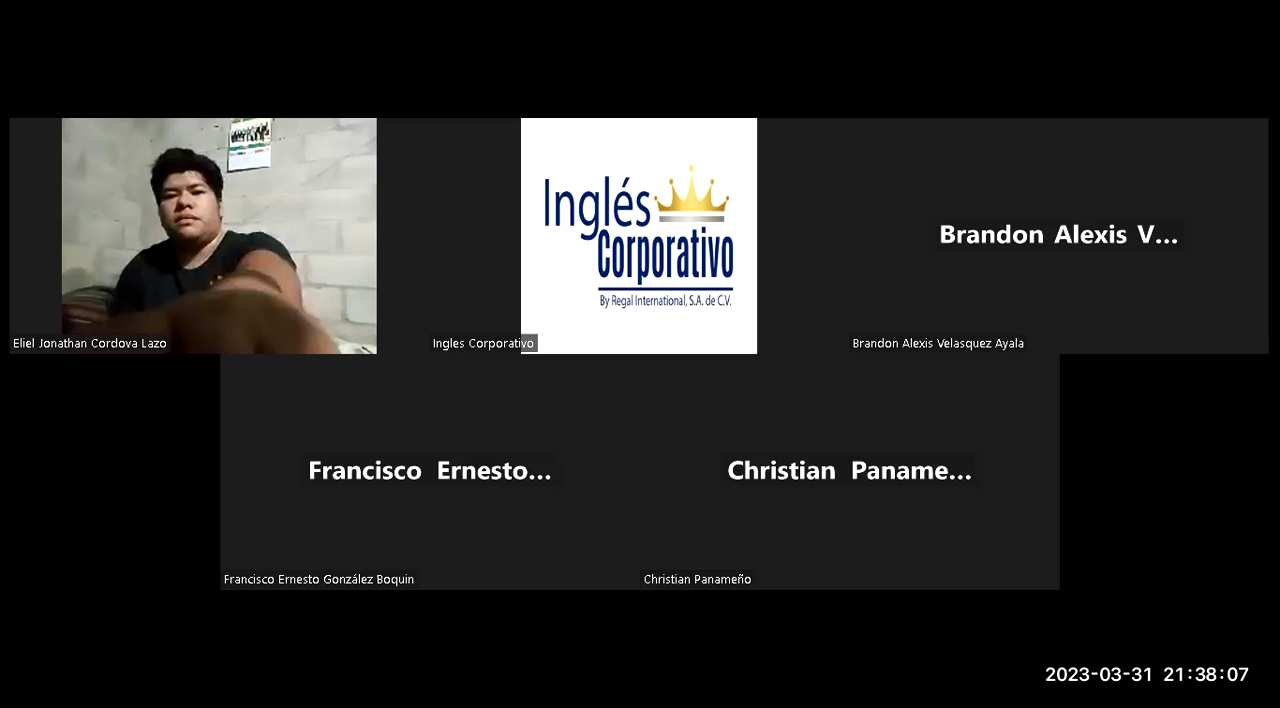 Inglés
Corporativo
By Regal International, S.A. de C.V.
Brandon Alexis V...
Eliel Jonathan Cordova Lazo
Ingles Corporativo
Brandon Alexis Velasquez Ayala
Francisco Ernesto...
Christian Paname...
Francisco Ernesto González Boquin
Christian Panameño
2023-03-31 21:38:07